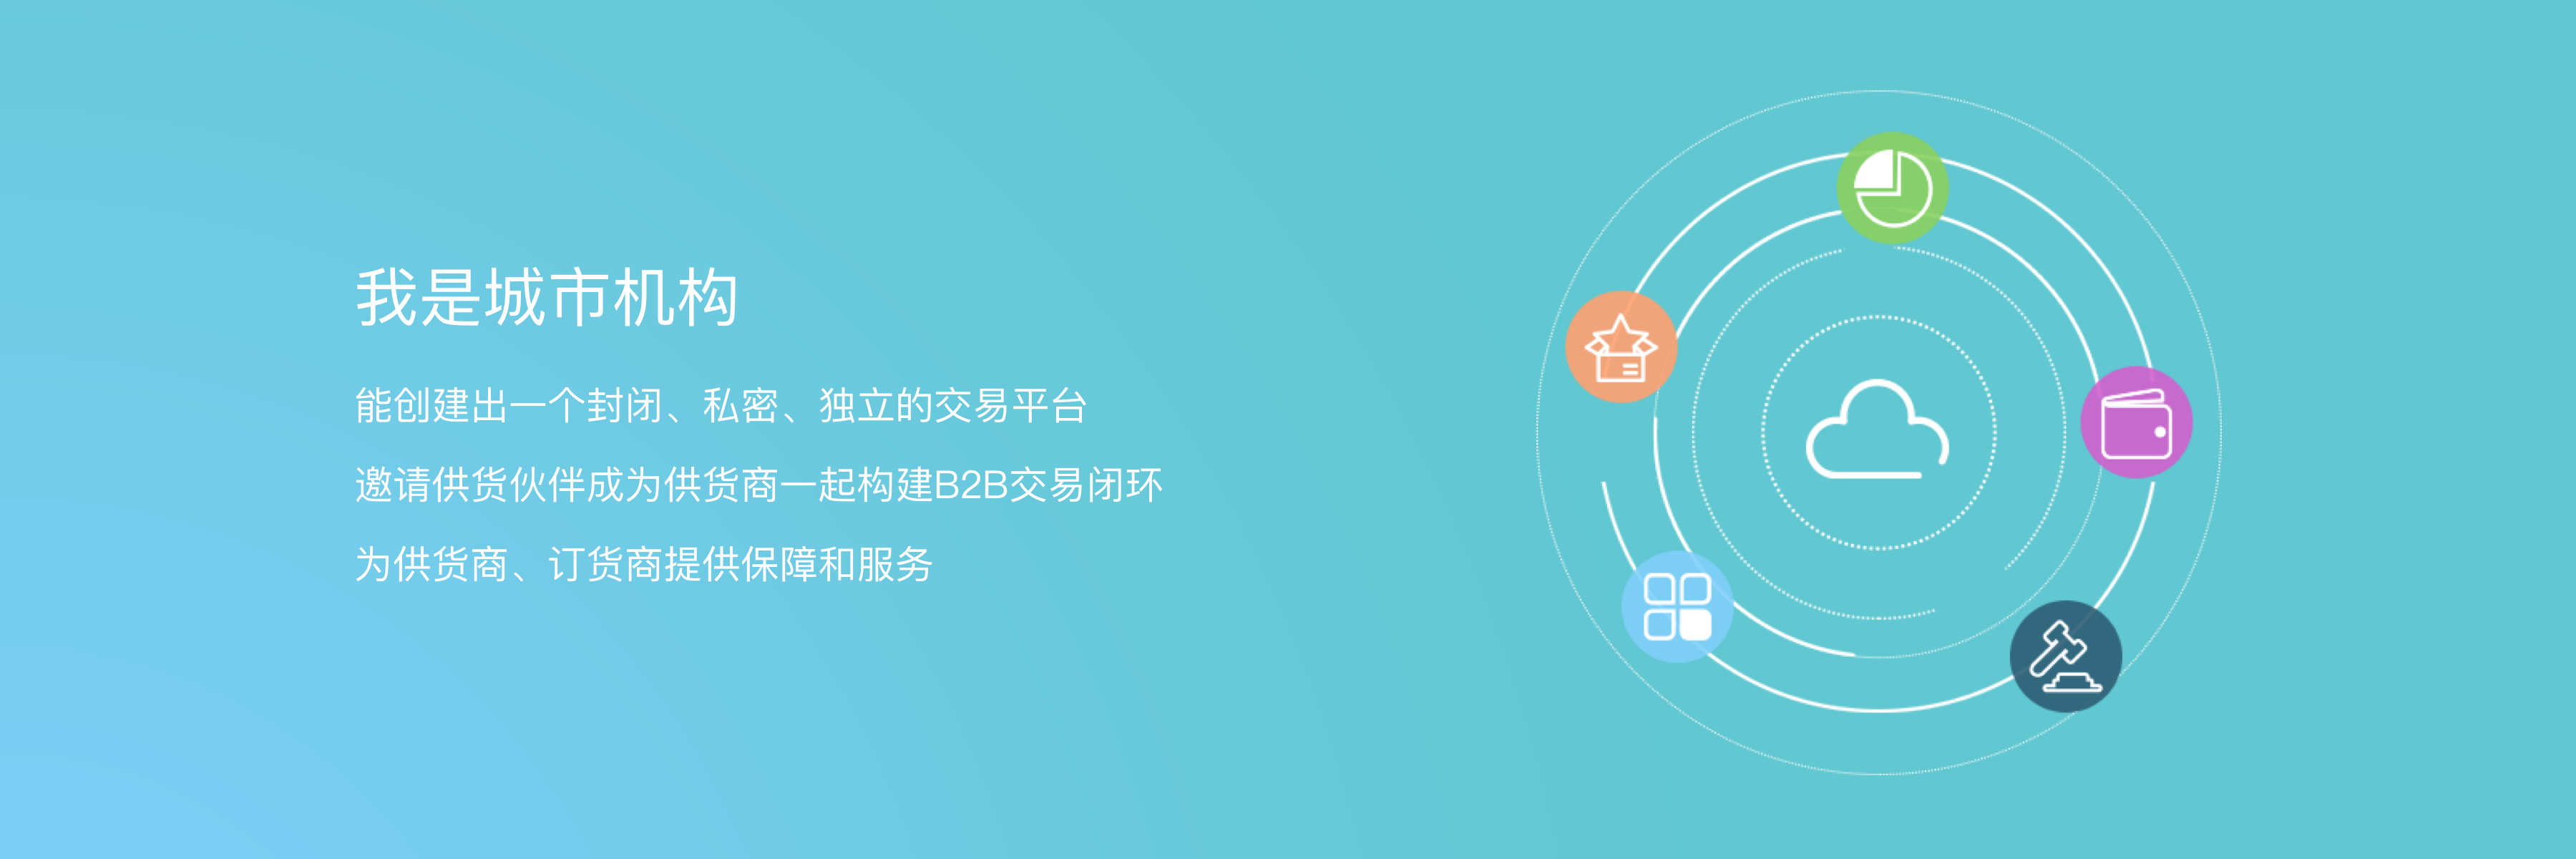 我是城市机构
能创建出一个封闭、私密、独立的交易平台
邀请供货伙伴成为供货商一起构建B2B交易闭环
为供货商、订货商提供保障和服务